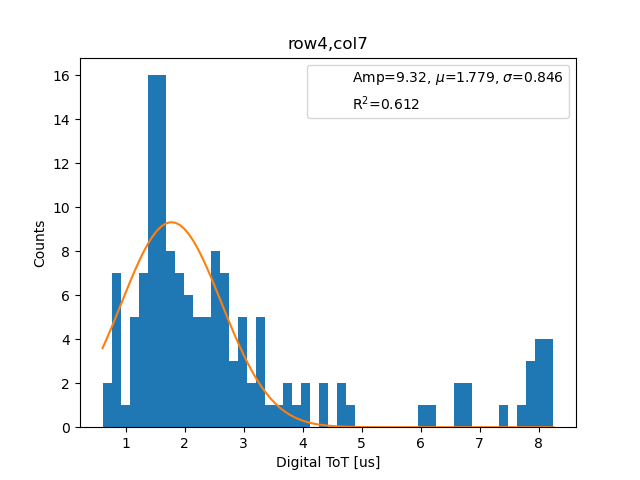 row4,col7
Amp=9.32, μ=1.779, σ=0.846
R²=0.612
Counts
16
14
12
10
8
6
4
2
0
1 2 3 4 5 6 7 8
Digital ToT [us]